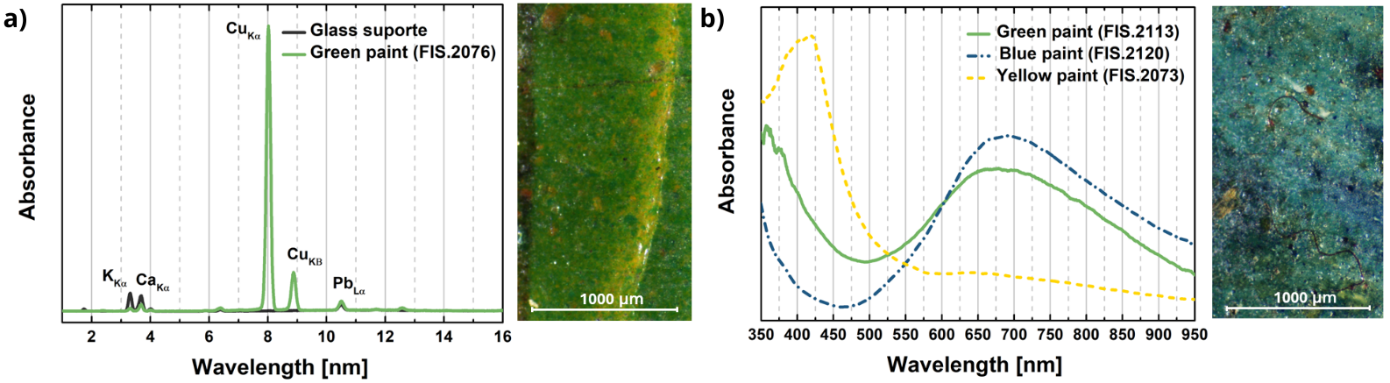 a)
Absorbance
Cu Kα
Glass suporte
Green paint (FIS.2076)
K Kα
Ca Kα
Cu KB
Pb Lα
2 4 6 8 10 12 14 16
Wavelength [nm]
1000 µm
b)
Absorbance
Green paint (FIS.2113)
Blue paint (FIS.2120)
Yellow paint (FIS.2073)
350 400 450 500 550 600 650 700 750 800 850 900 950
Wavelength [nm]
1000 µm